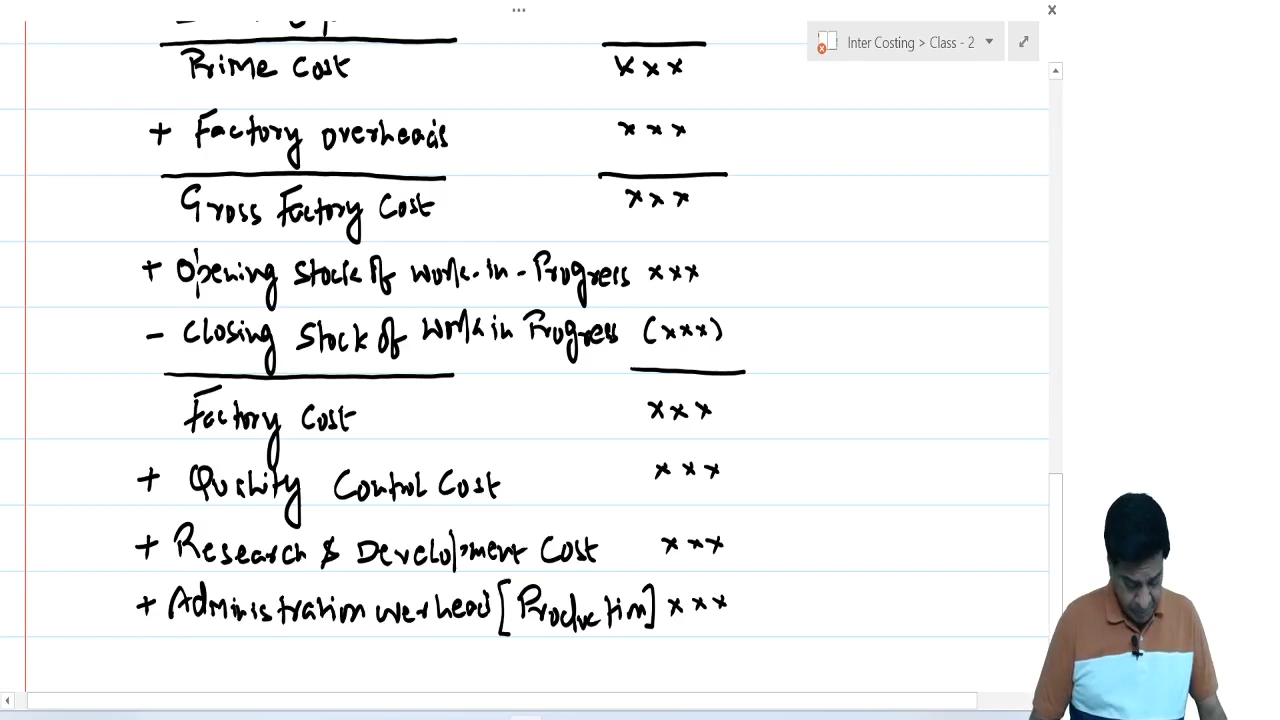 Inter Costing > Class - 2
Prime Cost xxx
+ Factory overheads xxx
Gross Factory Cost xxx
+ Opening Stock of work-in-Progress xxx
- Closing Stock of work in Progress (xxx)
Factory Cost xxx
+ Quality Control Cost xxx
+ Research & Development Cost xxx
+ Administration overhead [Production] xxx